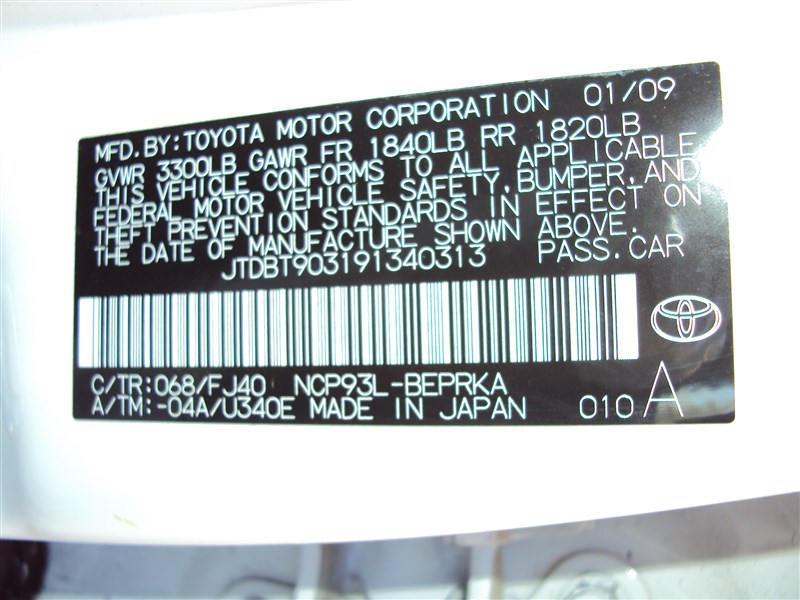 MFD.BY:TOYOTA MOTOR CORPORATION 01/09
GVWR 3300LB GAWR FR 1840LB RR 1820LB
THIS VEHICLE CONFORMS TO ALL APPLICABLE
FEDERAL MOTOR VEHICLE SAFETY,BUMPER,AND
THEFT PREVENTION STANDARDS IN EFFECT ON
THE DATE OF MANUFACTURE SHOWN ABOVE.
JTDBT903191340313 PASS.CAR
C/TR:068/FJ40 NCP93L-BEPRKA
A/TM:-04A/U340E MADE IN JAPAN 010 A